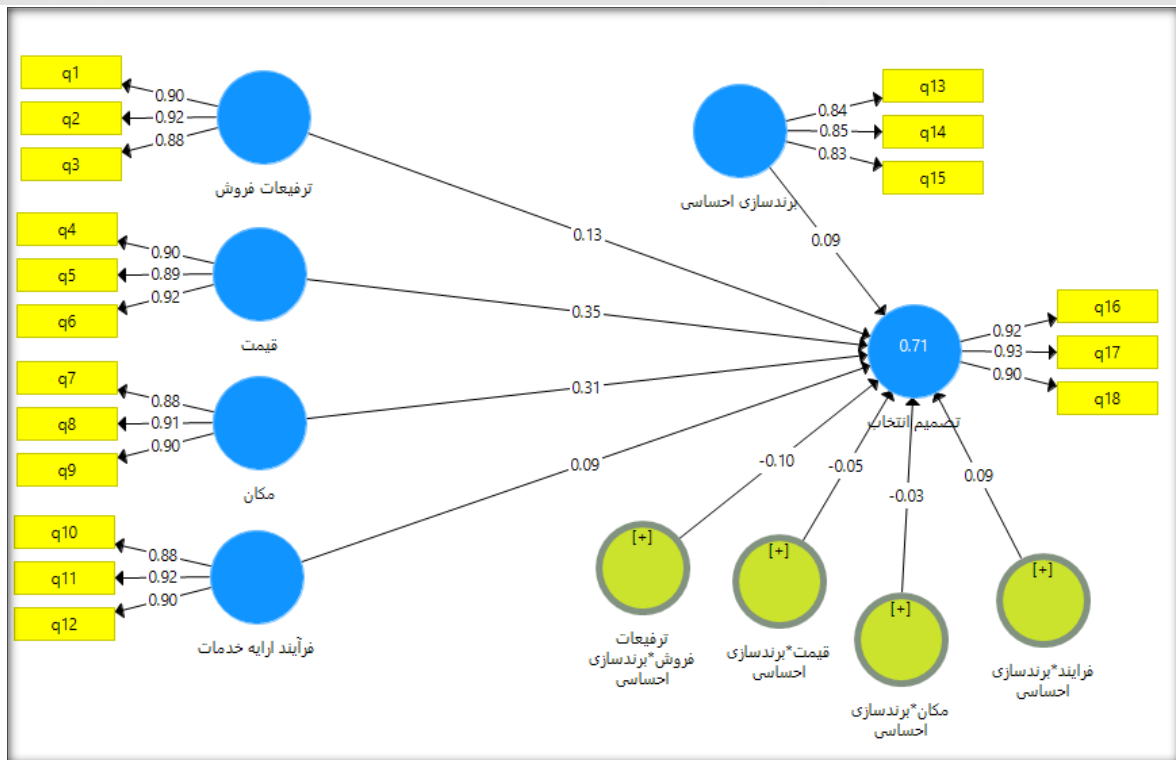 q1
0.90
q2
0.92
q3
0.88
ترفیعات فروش
q4
0.90
q5
0.89
q6
0.92
قیمت
q7
0.88
q8
0.91
q9
0.90
مکان
q10
0.88
q11
0.92
q12
0.90
فرآیند ارایه خدمات
q13
0.84
q14
0.85
q15
0.83
برندسازی احساسی
0.13
0.35
0.31
0.09
0.09
0.71
تصمیم انتخاب
q16
0.92
q17
0.93
q18
0.90
-0.10
-0.05
-0.03
0.09
[+]
ترفیعات
فروش*برندسازی
احساسی
[+]
قیمت*برندسازی
احساسی
[+]
مکان*برندسازی
احساسی
[+]
فرایند*برندسازی
احساسی